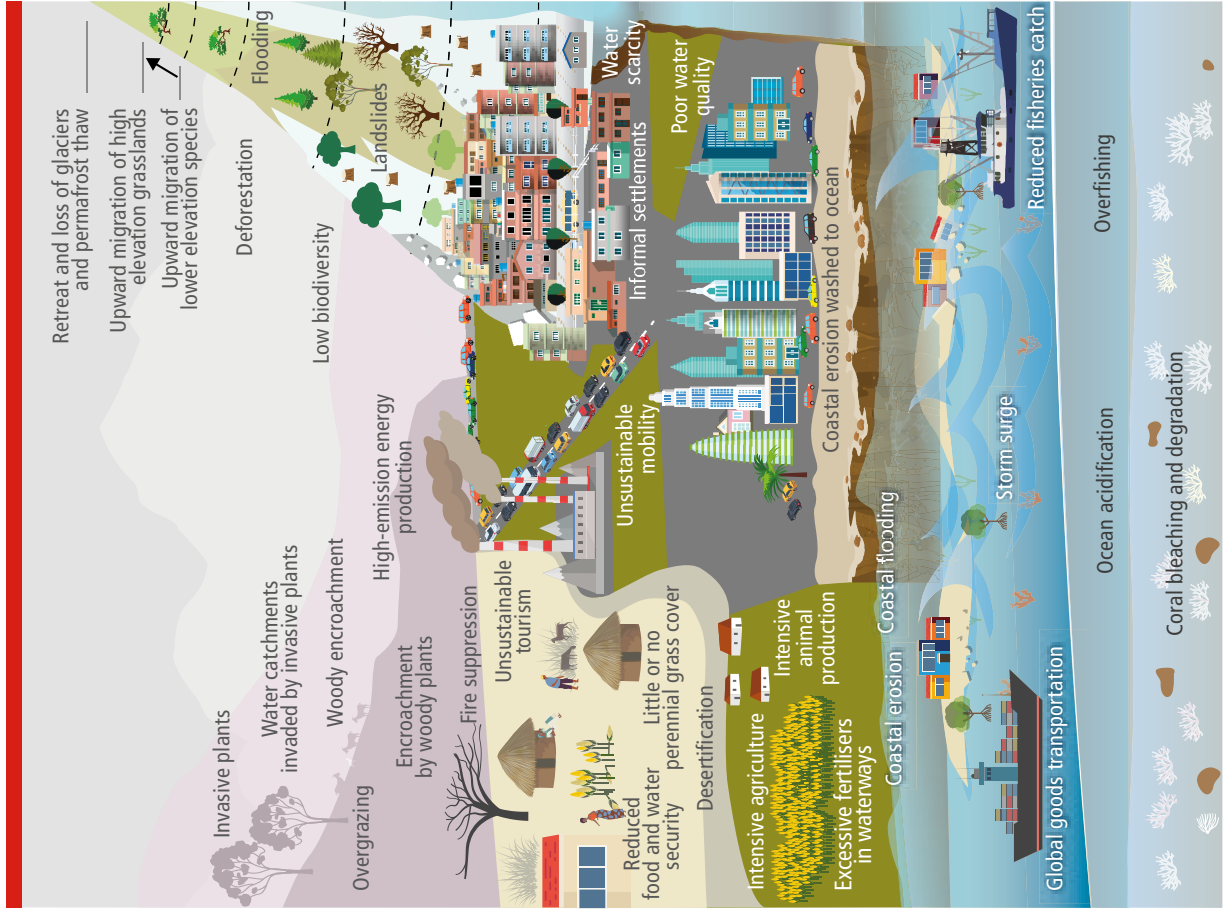 Retreat and loss of glaciers
and permafrost thaw
Upward migration of high
elevation grasslands
Upward migration of
lower elevation species
Invasive plants
Deforestation
Flooding
Water catchments
invaded by invasive plants
Low biodiversity
Woody encroachment
Overgrazing
High-emission energy
production
Landslides
Encroachment
by woody plants
Fire suppression
Unsustainable
tourism
Water
scarcity
Reduced
food and water
security
Little or no
perennial grass cover
Unsustainable
mobility
Informal settlements
Poor water
quality
Desertification
Intensive agriculture
Intensive
animal
production
Excessive fertilisers
in waterways
Coastal erosion washed to ocean
Coastal erosion
Coastal flooding
Storm surge
Reduced fisheries catch
Global goods transportation
Ocean acidification
Overfishing
Coral bleaching and degradation